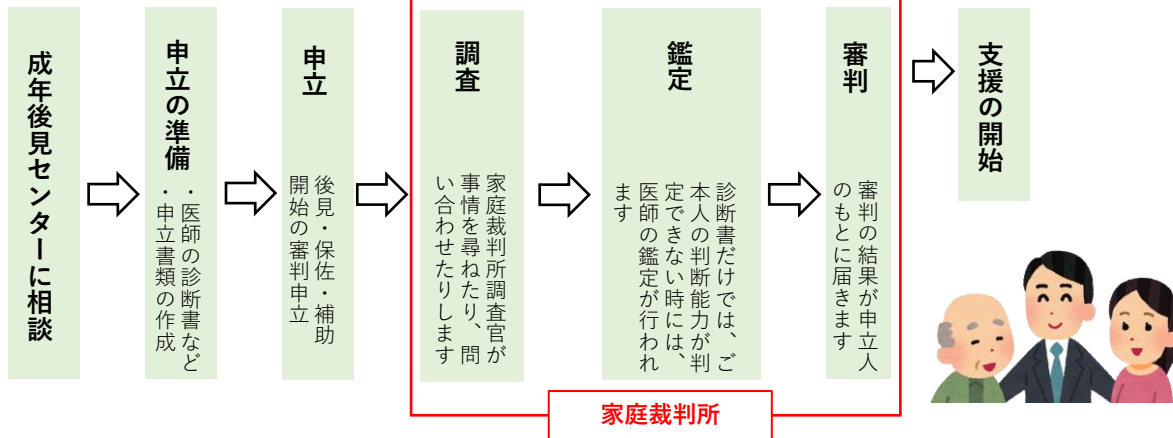 成年後見センターに相談
申立の準備
・医師の診断書など
・申立書類の作成
申立
後見・保佐・補助
開始の審判申立
調査
家庭裁判所調査官が
事情を尋ねたり、問
い合わせたりします
鑑定
診断書だけでは、ご
本人の判断能力が判
定できない時には、
医師の鑑定が行われ
ます
審判
審判の結果が申立人
のもとに届きます
支援の開始
家庭裁判所